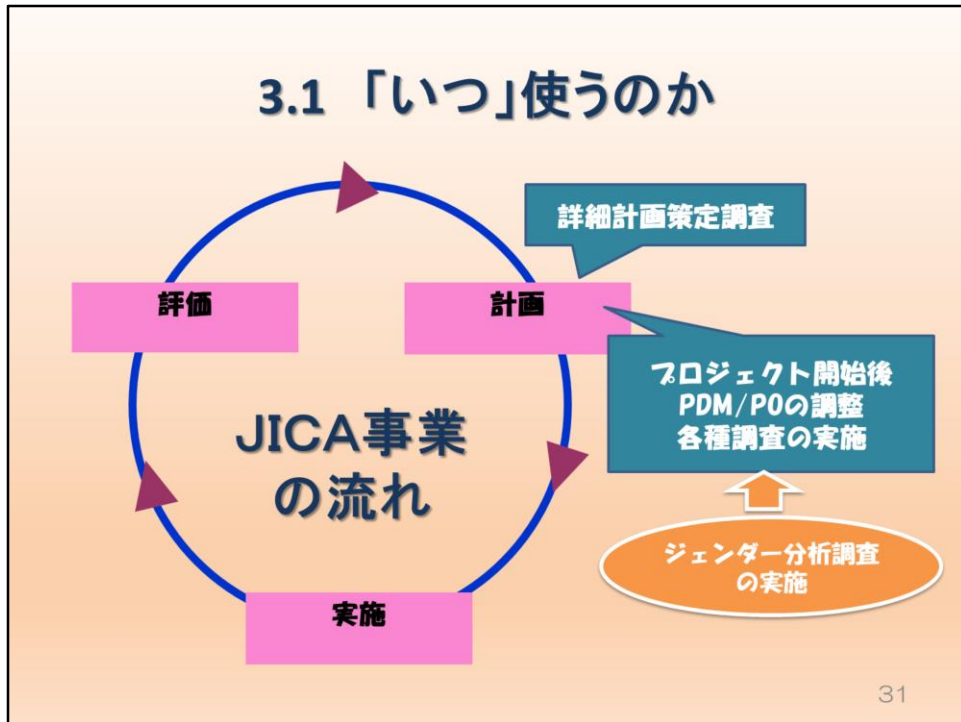 3.1 「いつ」使うのか
詳細計画策定調査
評価
計画
プロジェクト開始後
PDM/POの調整
各種調査の実施
JICA事業
の流れ
ジェンダー分析調査
の実施
実施
31